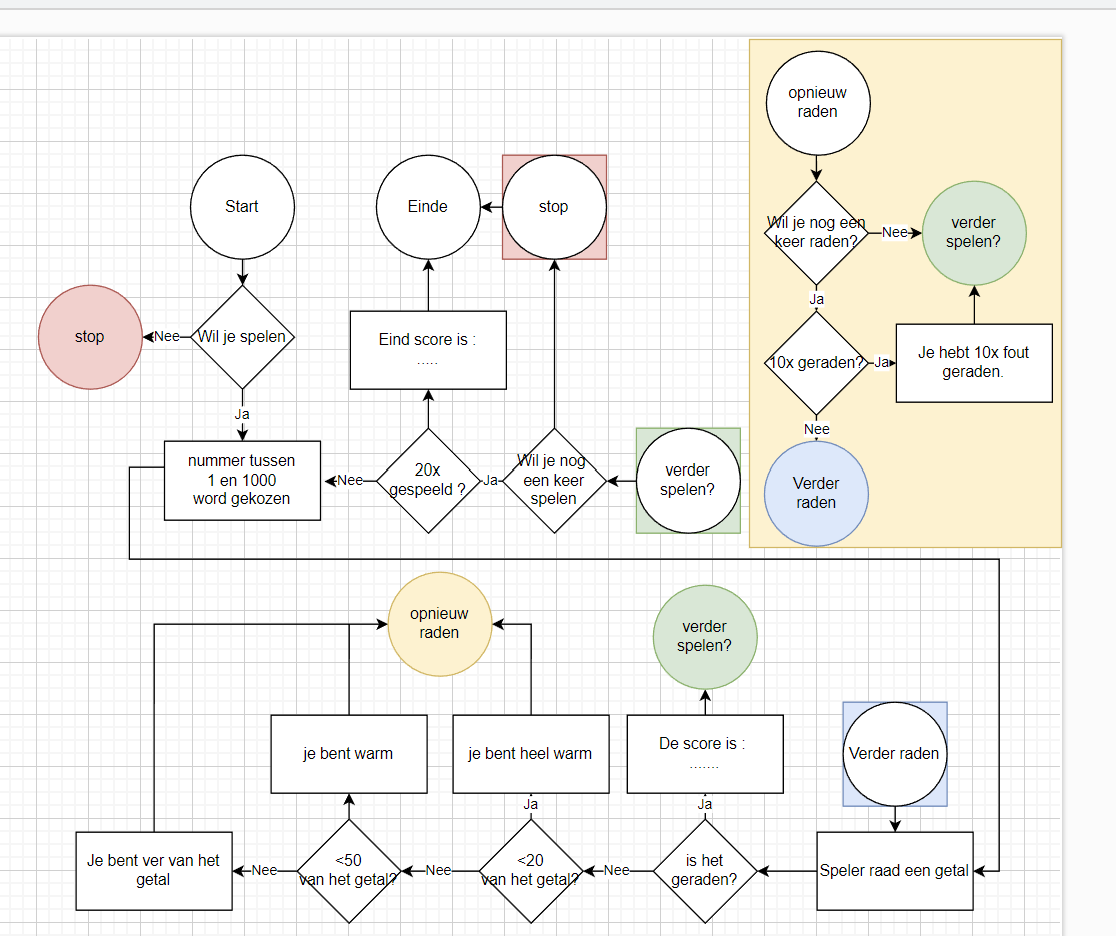 opnieuw
raden
Start
Einde
stop
Wil je nog een
keer raden?
Nee
verder
spelen?
Ja
stop
Nee
Wil je spelen
Eind score is :
.....
10x geraden?
Ja
Je hebt 10x fout
geraden.
Ja
Nee
nummer tussen
1 en 1000
word gekozen
Nee
20x
gespeeld ?
Ja
Wil je nog
een keer
spelen
verder
spelen?
Verder
raden
opnieuw
raden
verder
spelen?
je bent warm
je bent heel warm
De score is :
.......
Verder raden
Ja
Ja
Je bent ver van het
getal
Nee
<50
van het getal?
Nee
<20
van het getal?
Nee
is het
geraden?
Speler raad een getal